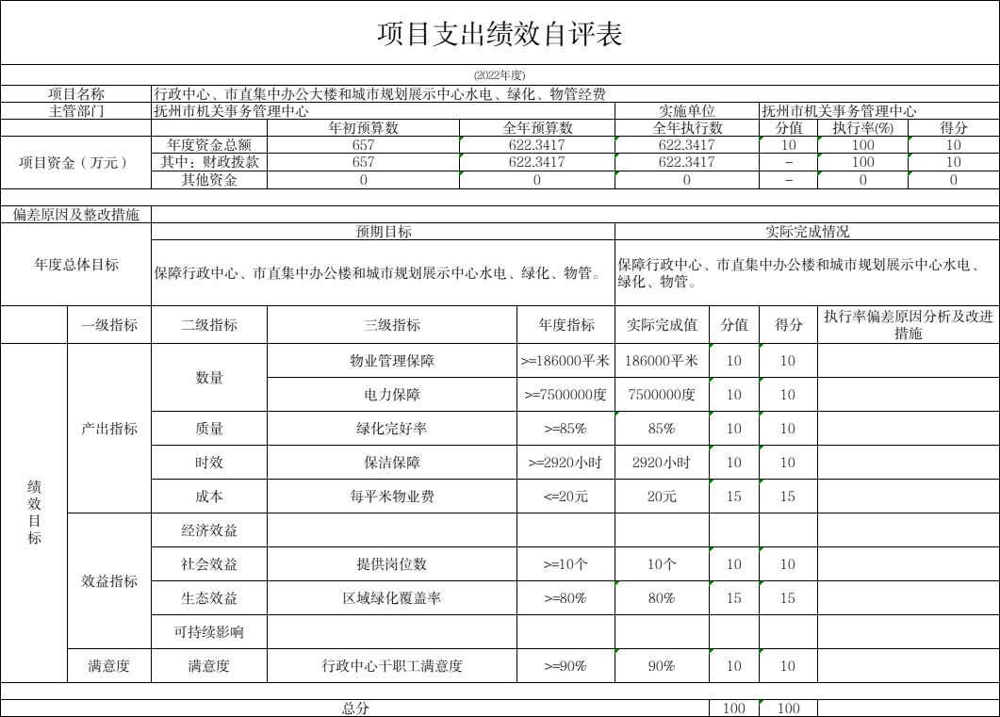 项目支出绩效自评表
(2022年度)
项目名称 行政中心、市直集中办公大楼和城市规划展示中心水电、绿化、物管经费
主管部门 抚州市机关事务管理中心 实施单位 抚州市机关事务管理中心
年初预算数 全年预算数 全年执行数 分值 执行率(%) 得分
项目资金（万元）
年度资金总额 657 622.3417 622.3417 10 100 10
其中：财政拨款 657 622.3417 622.3417 － 100 10
其他资金 0 0 0 － 0 0
偏差原因及整改措施
年度总体目标
预期目标 实际完成情况
保障行政中心、市直集中办公楼和城市规划展示中心水电、绿化、物管。
保障行政中心、市直集中办公楼和城市规划展示中心水电、
绿化、物管。
一级指标 二级指标 三级指标 年度指标 实际完成值 分值 得分 执行率偏差原因分析及改进
措施
绩
效
目
标
产出指标
数量
物业管理保障 >=186000平米 186000平米 10 10
电力保障 >=7500000度 7500000度 10 10
质量 绿化完好率 >=85% 85% 10 10
时效 保洁保障 >=2920小时 2920小时 10 10
成本 每平米物业费 <=20元 20元 15 15
效益指标
经济效益
社会效益 提供岗位数 >=10个 10个 10 10
生态效益 区域绿化覆盖率 >=80% 80% 15 15
可持续影响
满意度 满意度 行政中心干职工满意度 >=90% 90% 10 10
总分 100 100